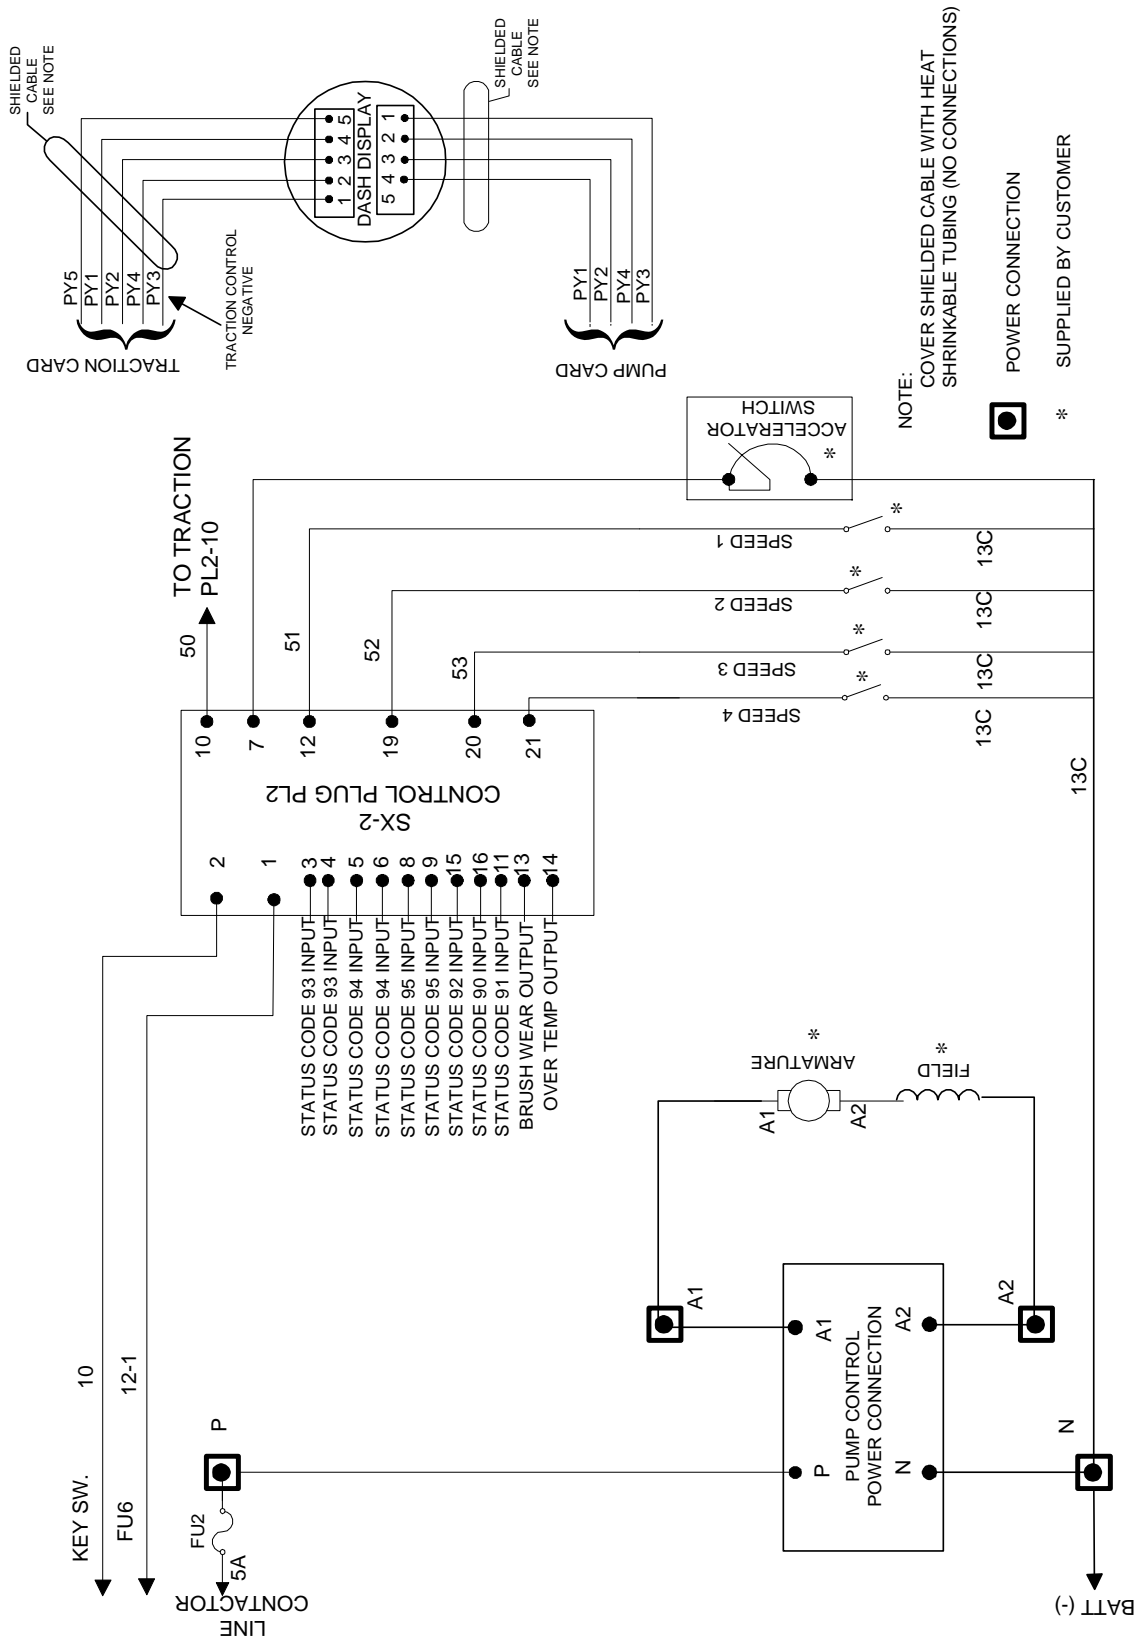 SHIELDED
CABLE
SEE NOTE
PY5
PY1
PY2
PY4
PY3
TRACTION CARD
TRACTION CONTROL
NEGATIVE
1 2 3 4 5
DASH DISPLAY
5 4 3 2 1
SHIELDED
CABLE
SEE NOTE
PY1
PY2
PY4
PY3
PUMP CARD
NOTE:
COVER SHIELDED CABLE WITH HEAT
SHRINKABLE TUBING (NO CONNECTIONS)
POWER CONNECTION
* SUPPLIED BY CUSTOMER
TO TRACTION
PL2-10
50
51
52
53
ACCELERATOR
SWITCH
*
SPEED 1
*
13C
SPEED 2
*
13C
SPEED 3
*
13C
SPEED 4
*
13C
13C
10
7
12
19
20
21
SX-2
CONTROL PLUG PL2
2
1
3
4
5
6
8
9
15
16
11
13
14
STATUS CODE 93 INPUT
STATUS CODE 93 INPUT
STATUS CODE 94 INPUT
STATUS CODE 94 INPUT
STATUS CODE 95 INPUT
STATUS CODE 95 INPUT
STATUS CODE 92 INPUT
STATUS CODE 90 INPUT
STATUS CODE 91 INPUT
BRUSH WEAR OUTPUT
OVER TEMP OUTPUT
KEY SW.
10
FU6
12-1
LINE
CONTACTOR
FU2
5A
P
ARMATURE
*
A1
A2
FIELD
*
A1
A2
A1
A2
PUMP CONTROL
POWER CONNECTION
P
N
N
BATT (-)